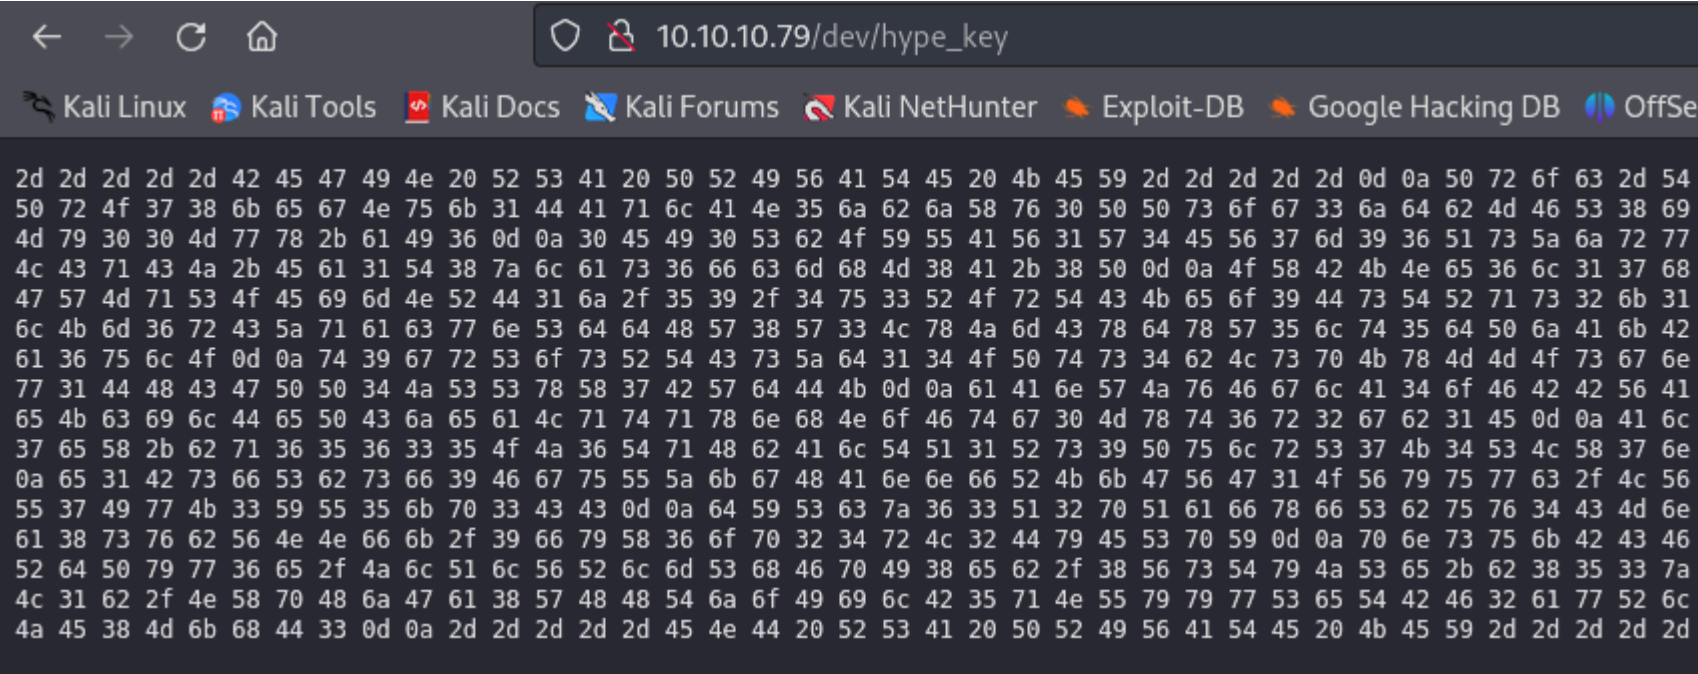 10.10.10.79/dev/hype_key
Kali Linux Kali Tools Kali Docs Kali Forums Kali NetHunter Exploit-DB Google Hacking DB OffSe
2d 2d 2d 2d 2d 42 45 47 49 4e 20 52 53 41 20 50 52 49 56 41 54 45 20 4b 45 59 2d 2d 2d 2d 2d 0d 0a 50 72 6f 63 2d 54
50 72 4f 37 38 6b 65 67 4e 75 6b 31 44 41 71 6c 41 4e 35 6a 62 6a 58 76 30 50 50 73 6f 67 33 6a 64 62 4d 46 53 38 69
4d 79 30 30 4d 77 78 2b 61 49 36 0d 0a 30 45 49 30 53 62 4f 59 55 41 56 31 57 34 45 56 37 6d 39 36 51 73 5a 6a 72 77
4c 43 71 43 4a 2b 45 61 31 54 38 7a 6c 61 73 36 66 63 6d 68 4d 38 41 2b 38 50 0d 0a 4f 58 42 4b 4e 65 36 6c 31 37 68
47 57 4d 71 53 4f 45 69 6d 4e 52 44 31 6a 2f 35 39 2f 34 75 33 52 4f 72 54 43 4b 65 6f 39 44 73 54 52 71 73 32 6b 31
6c 4b 6d 36 72 43 5a 71 61 63 77 6e 53 64 64 48 57 38 57 33 4c 78 4a 6d 43 78 64 78 57 35 6c 74 35 64 50 6a 41 6b 42
61 36 75 6c 4f 0d 0a 74 39 67 72 53 6f 73 52 54 43 73 5a 64 31 34 4f 50 74 73 34 62 4c 73 70 4b 78 4d 4d 4f 73 67 6e
77 31 44 48 43 47 50 50 34 4a 53 53 78 58 37 42 57 64 44 4b 0d 0a 61 41 6e 57 4a 76 46 67 6c 41 34 6f 46 42 42 56 41
65 4b 63 69 6c 44 65 50 43 6a 65 61 4c 71 74 71 78 6e 68 4e 6f 46 74 67 30 4d 78 74 36 72 32 67 62 31 45 0d 0a 41 6c
37 65 58 2b 62 71 36 35 36 33 35 4f 4a 36 54 71 48 62 41 6c 54 51 31 52 73 39 50 75 6c 72 53 37 4b 34 53 4c 58 37 6e
0a 65 31 42 73 66 53 62 73 66 39 46 67 75 55 5a 6b 67 48 41 6e 6e 66 52 4b 6b 47 56 47 31 4f 56 79 75 77 63 2f 4c 56
55 37 49 77 4b 33 59 55 35 6b 70 33 43 43 0d 0a 64 59 53 63 7a 36 33 51 32 70 51 61 66 78 66 53 62 75 76 34 43 4d 6e
61 38 73 76 62 56 4e 4e 66 6b 2f 39 66 79 58 36 6f 70 32 34 72 4c 32 44 79 45 53 70 59 0d 0a 70 6e 73 75 6b 42 43 46
52 64 50 79 77 36 65 2f 4a 6c 51 6c 56 52 6c 6d 53 68 46 70 49 38 65 62 2f 38 56 73 54 79 4a 53 65 2b 62 38 35 33 7a
4c 31 62 2f 4e 58 70 48 6a 47 61 38 57 48 48 54 6a 6f 49 69 6c 42 35 71 4e 55 79 79 77 53 65 54 42 46 32 61 77 52 6c
4a 45 38 4d 6b 68 44 33 0d 0a 2d 2d 2d 2d 2d 45 4e 44 20 52 53 41 20 50 52 49 56 41 54 45 20 4b 45 59 2d 2d 2d 2d 2d